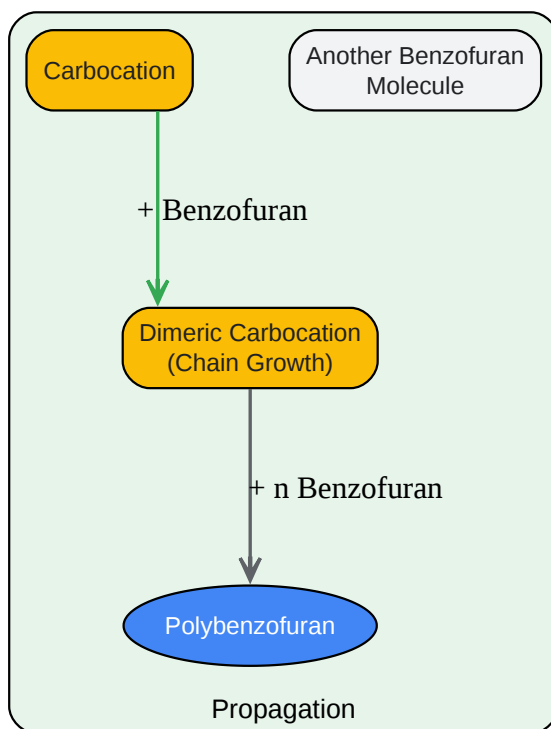 Carbocation
Another Benzofuran
Molecule
+ Benzofuran
Dimeric Carbocation
(Chain Growth)
+ n Benzofuran
Polybenzofuran
Propagation